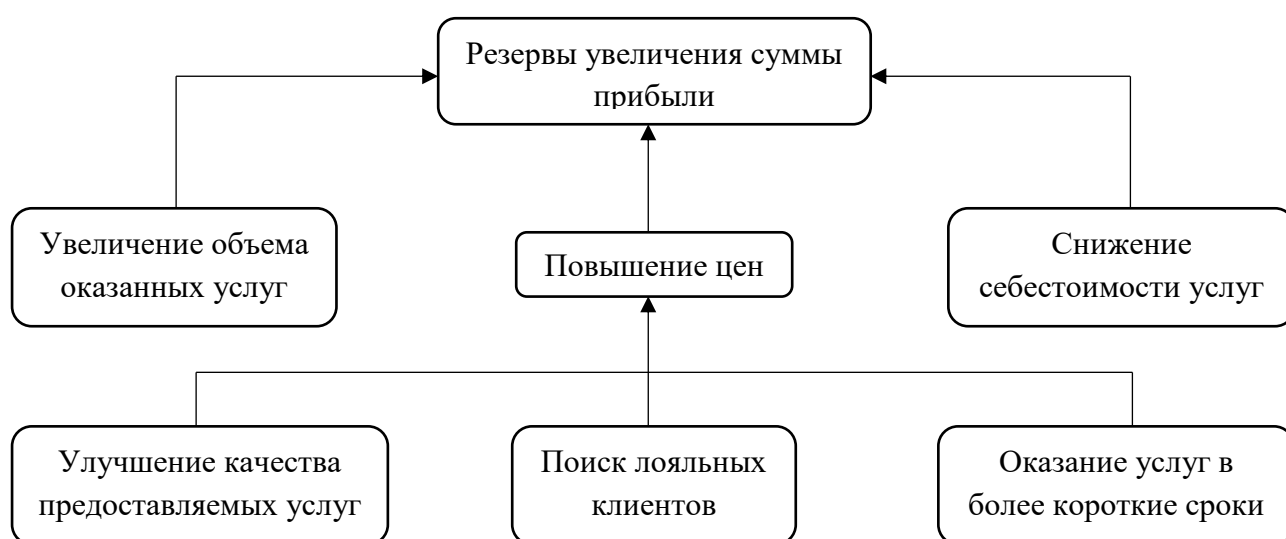 Резервы увеличения суммы
прибыли
Увеличение объема
оказанных услуг
Повышение цен
Снижение
себестоимости услуг
Улучшение качества
предоставляемых услуг
Поиск лояльных
клиентов
Оказание услуг в
более короткие сроки